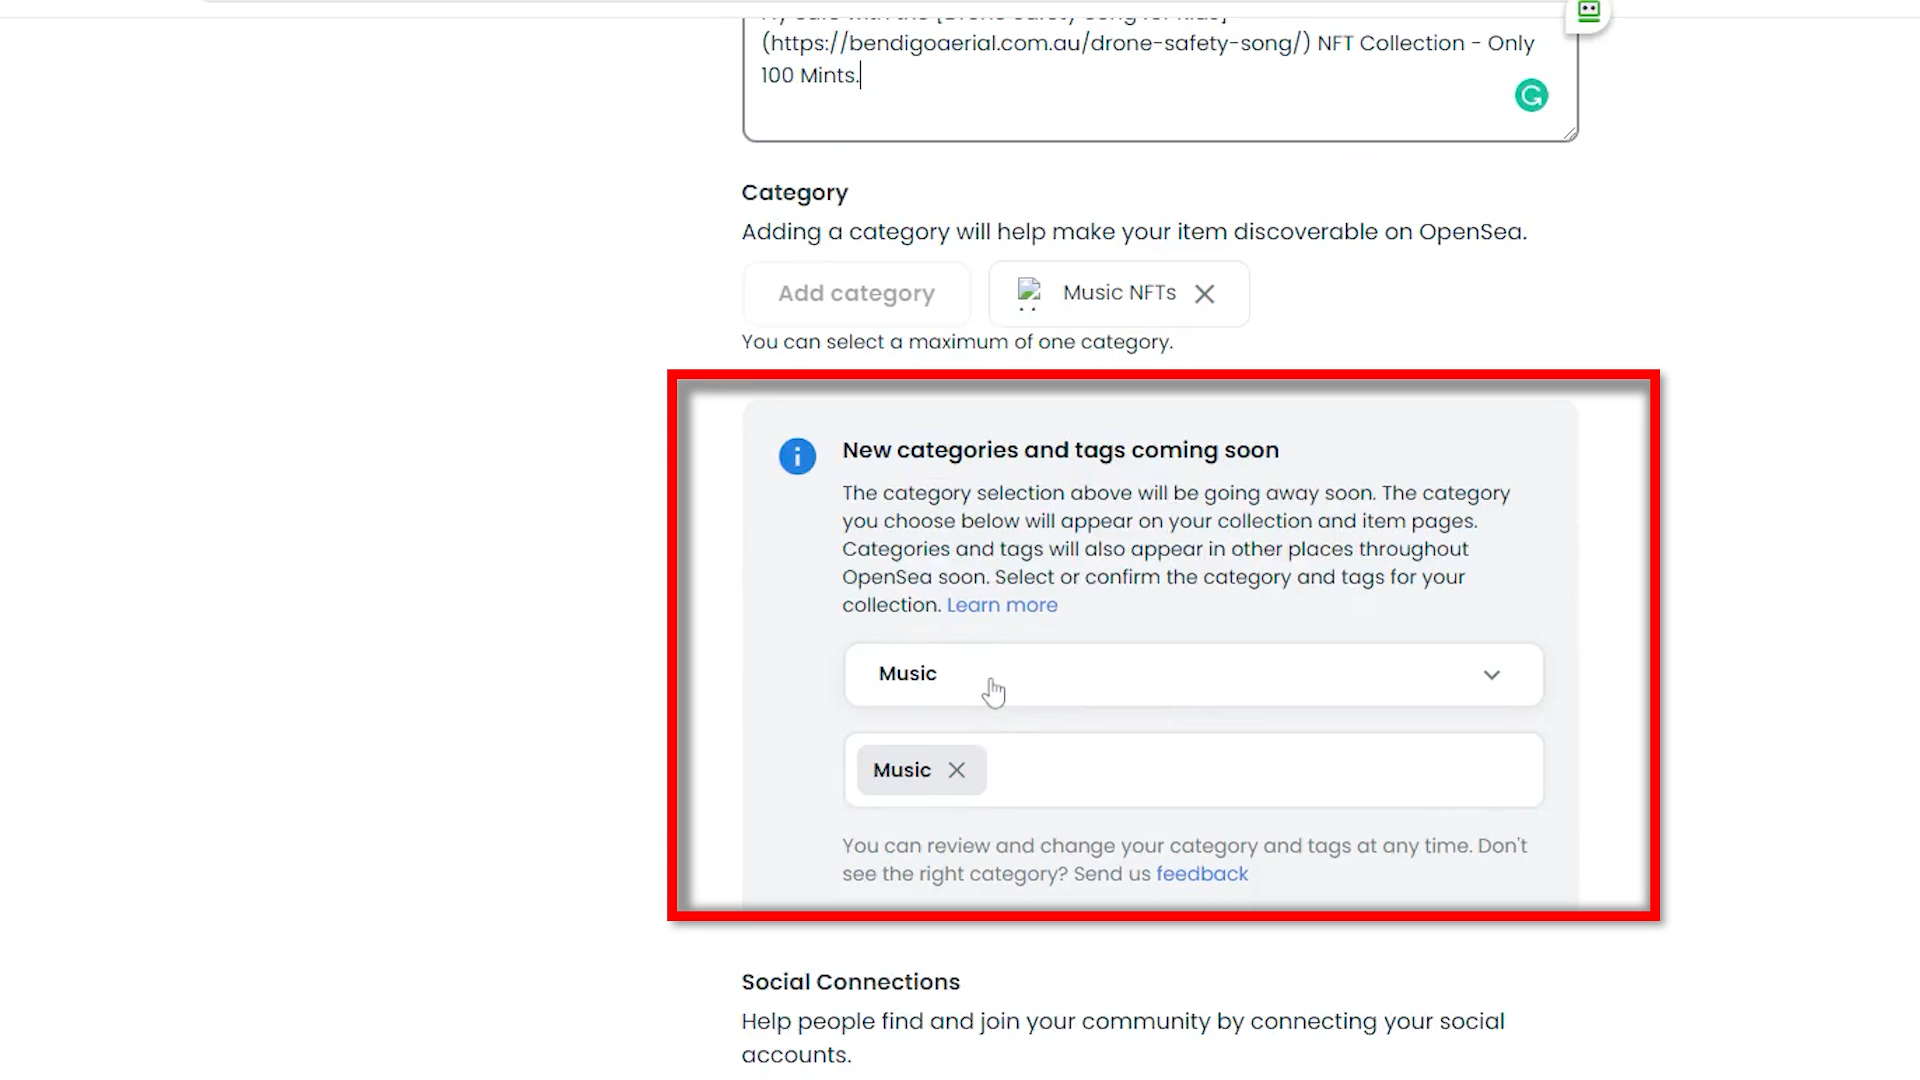 (https://bendigoaerial.com.au/drone-safety-song/) NFT Collection - Only
100 Mints.
Category
Adding a category will help make your item discoverable on OpenSea.
Add category
Music NFTs
You can select a maximum of one category.
New categories and tags coming soon
The category selection above will be going away soon. The category
you choose below will appear on your collection and item pages.
Categories and tags will also appear in other places throughout
OpenSea soon. Select or confirm the category and tags for your
collection. Learn more
Music
Music
You can review and change your category and tags at any time. Don't
see the right category? Send us feedback
Social Connections
Help people find and join your community by connecting your social
accounts.